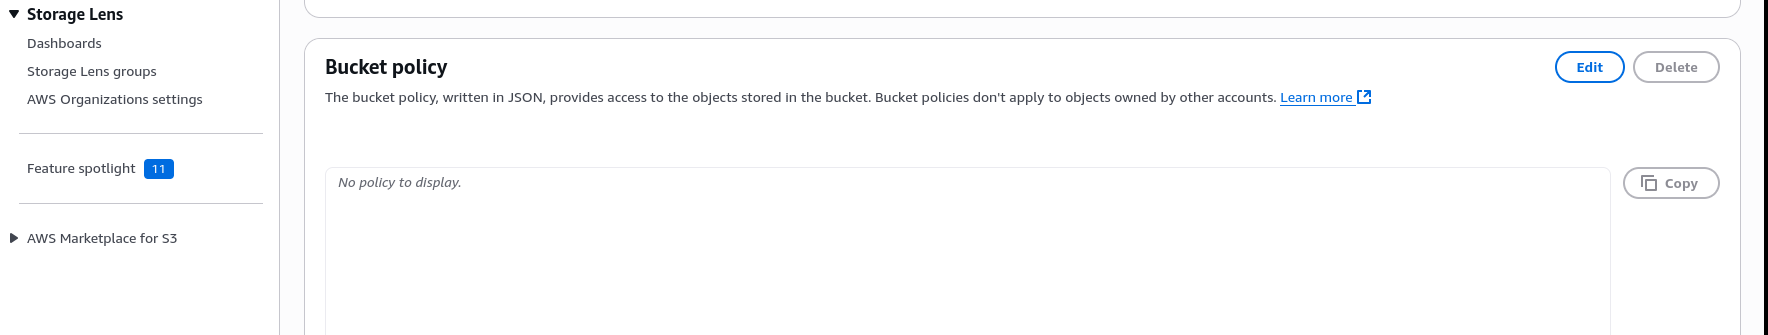 Storage Lens
Dashboards
Storage Lens groups
AWS Organizations settings
Feature spotlight 11
AWS Marketplace for S3
Bucket policy
Edit
Delete
The bucket policy, written in JSON, provides access to the objects stored in the bucket. Bucket policies don't apply to objects owned by other accounts. Learn more
No policy to display.
Copy